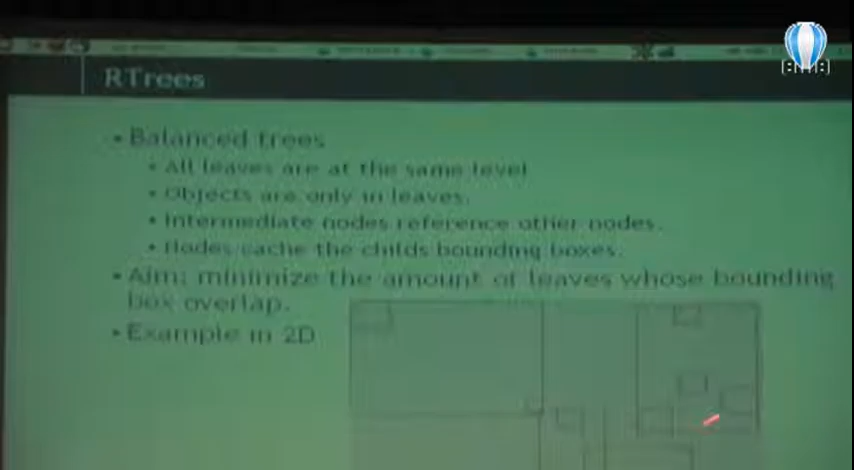 RTrees
• Balanced trees
• All leaves are at the same level
• Objects are only in leaves.
• Intermediate nodes reference other nodes.
• Nodes cache the childs bounding boxes.
• Aim: minimize the amount of leaves whose bounding
box overlap.
• Example in 2D